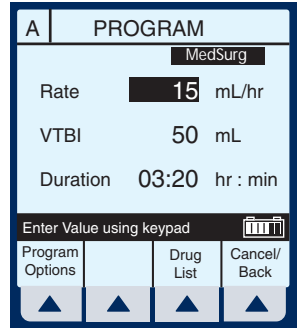 A PROGRAM
MedSurg
Rate 15 mL/hr
VTBI 50 mL
Duration 03:20 hr : min
Enter Value using keypad
Program Options
Drug List
Cancel/ Back